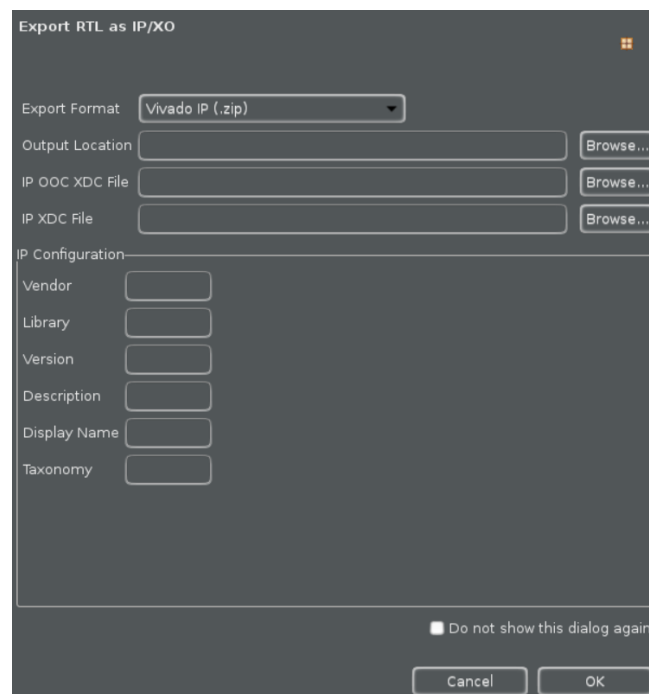 Export RTL as IP/XO
Export Format Vivado IP (.zip)
Output Location Browse...
IP OOC XDC File Browse...
IP XDC File Browse...
IP Configuration
Vendor
Library
Version
Description
Display Name
Taxonomy
Do not show this dialog again
Cancel OK